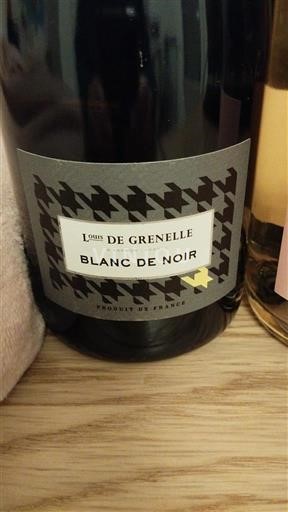 Louis DE GRENELLE
BLANC DE NOIR
PRODUIT DE FRANCE